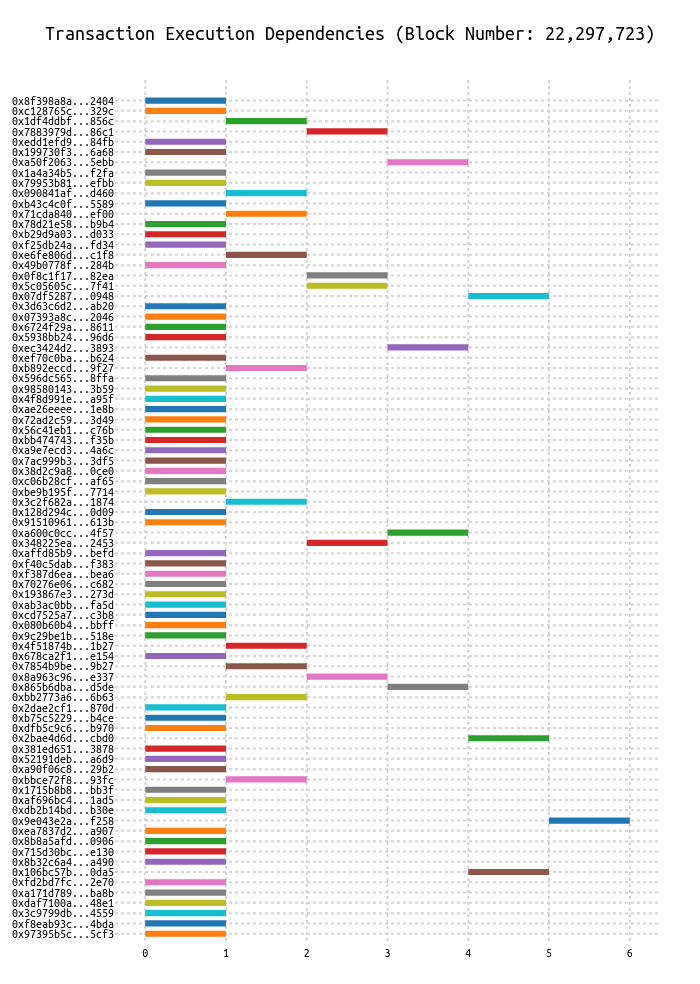 Transaction Execution Dependencies (Block Number: 22,297,723)
0x8f398a8a...2404
0xc128765c...329c
0x1df4ddbf...856c
0x7883979d...86c1
0xedd1efd9...84fb
0x199730f3...6a68
0xa50f2063...5ebb
0x1a4a34b5...f2fa
0x79953b81...efbb
0x090841af...d460
0xb43c4c0f...5589
0x71cda840...ef00
0x78d21e58...b9b4
0xb29d9a03...d033
0xf25db24a...fd34
0xe6fe806d...c1f8
0x49b0778f...284b
0x0f8c1f17...82ea
0x5c05605c...7f41
0x07df5287...0948
0x3d63c6d2...ab20
0x07393a8c...2046
0x6724f29a...8611
0x5938bb24...96d6
0xec3424d2...3893
0xef70c0ba...b624
0xb892eccd...9f27
0x596dc565...8ffa
0x98580143...3b59
0x4f8d991e...a95f
0xae26eeee...1e8b
0x72ad2c59...3d49
0x56c41eb1...c76b
0xbb474743...f35b
0xa9e7ecd3...4a6c
0x7ac999b3...3df5
0x38d2c9a8...0ce0
0xc06b28cf...af65
0xbe9b195f...7714
0x3c2f682a...1874
0x128d294c...0d09
0x91510961...613b
0xa600c0cc...4f57
0x348225ea...2453
0xaffd85b9...befd
0xf40c5dab...f383
0xf387d6ea...bea6
0x70276e06...c682
0x193867e3...273d
0xab3ac0bb...fa5d
0xcd7525a7...c3b8
0x080b60b4...bbff
0x9c29be1b...518e
0x4f51874b...1b27
0x678ca2f1...e154
0x7854b9be...9b27
0x8a963c96...e337
0x865b6dba...d5de
0xbb2773a6...6b63
0x2dae2cf1...870d
0xb75c5229...b4ce
0xdfb5c9c6...b970
0x2bae4d6d...cbd0
0x381ed651...3878
0x52191deb...a6d9
0xa90f06c8...29b2
0xbbce72f8...93fc
0x1715b8b8...bb3f
0xaf696bc4...1ad5
0xdb2b14bd...b30e
0x9e043e2a...f258
0xea7837d2...a907
0x8b8a5afd...0906
0x715d30bc...e130
0x8b32c6a4...a490
0x106bc57b...0da5
0xfd2bd7fc...2e70
0xa171d789...ba8b
0xdaf7100a...48e1
0x3c9799db...4559
0xf8eab93c...4bda
0x97395b5c...5cf3
0 1 2 3 4 5 6